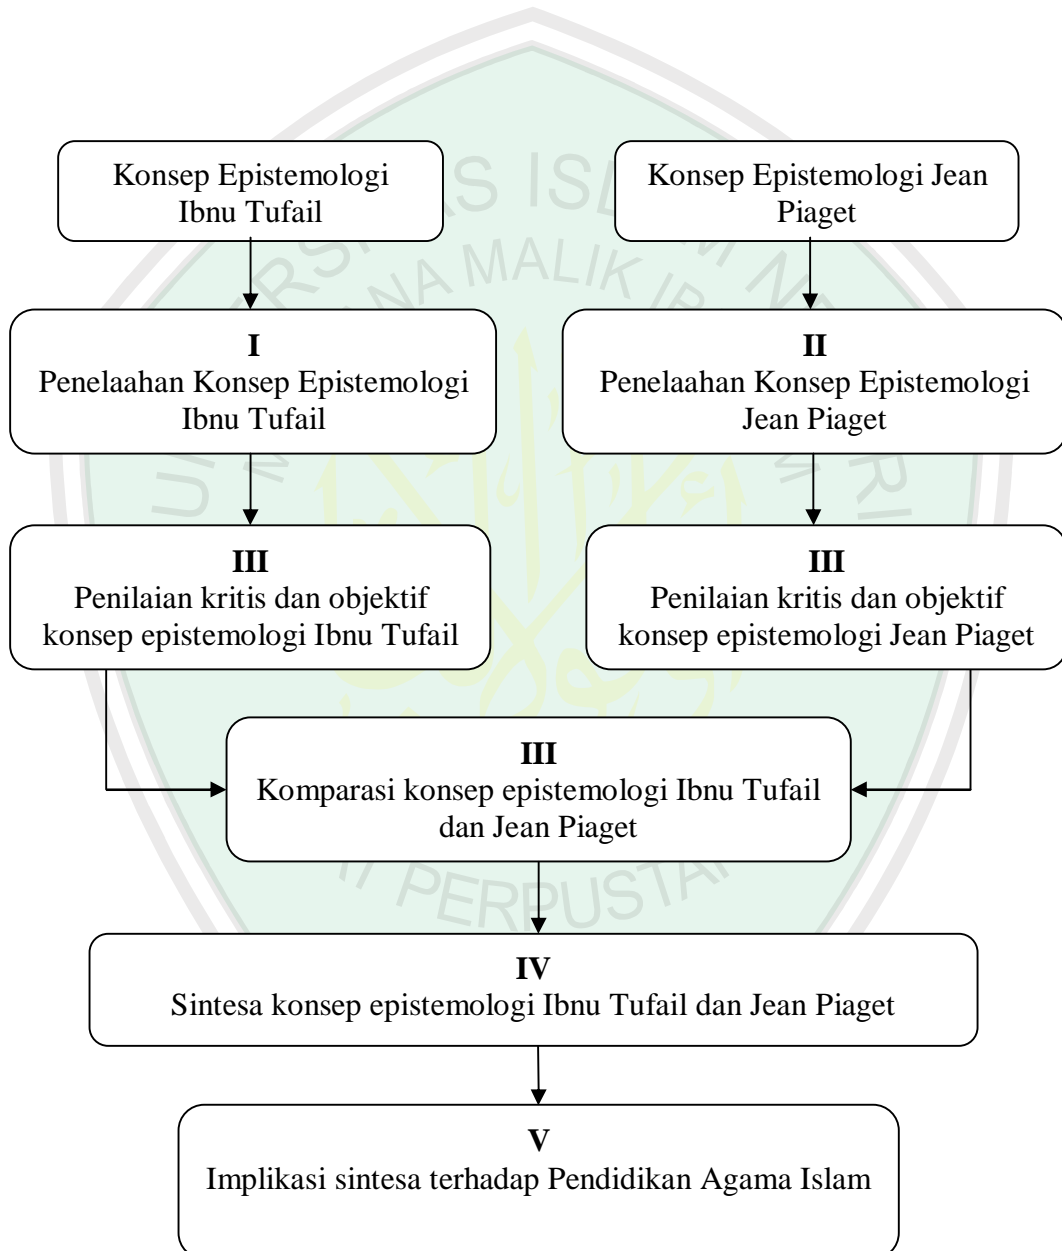 Konsep Epistemologi
Ibnu Tufail
Konsep Epistemologi Jean
Piaget
I
Penelaahan Konsep Epistemologi
Ibnu Tufail
II
Penelaahan Konsep Epistemologi
Jean Piaget
III
Penilaian kritis dan objektif
konsep epistemologi Ibnu Tufail
III
Penilaian kritis dan objektif
konsep epistemologi Jean Piaget
III
Komparasi konsep epistemologi Ibnu Tufail
dan Jean Piaget
IV
Sintesa konsep epistemologi Ibnu Tufail dan Jean Piaget
V
Implikasi sintesa terhadap Pendidikan Agama Islam